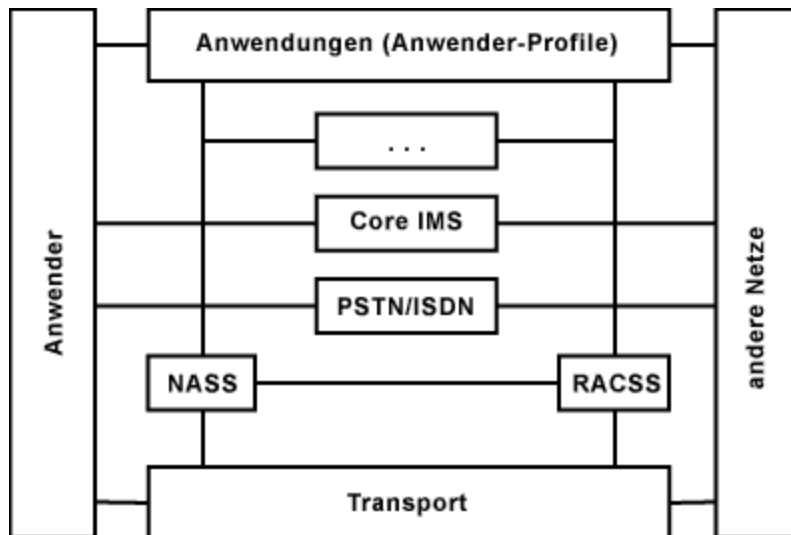 Anwendungen (Anwender-Profile)
. . .
Core IMS
PSTN/ISDN
NASS
RACSS
Transport
Anwender
andere Netze